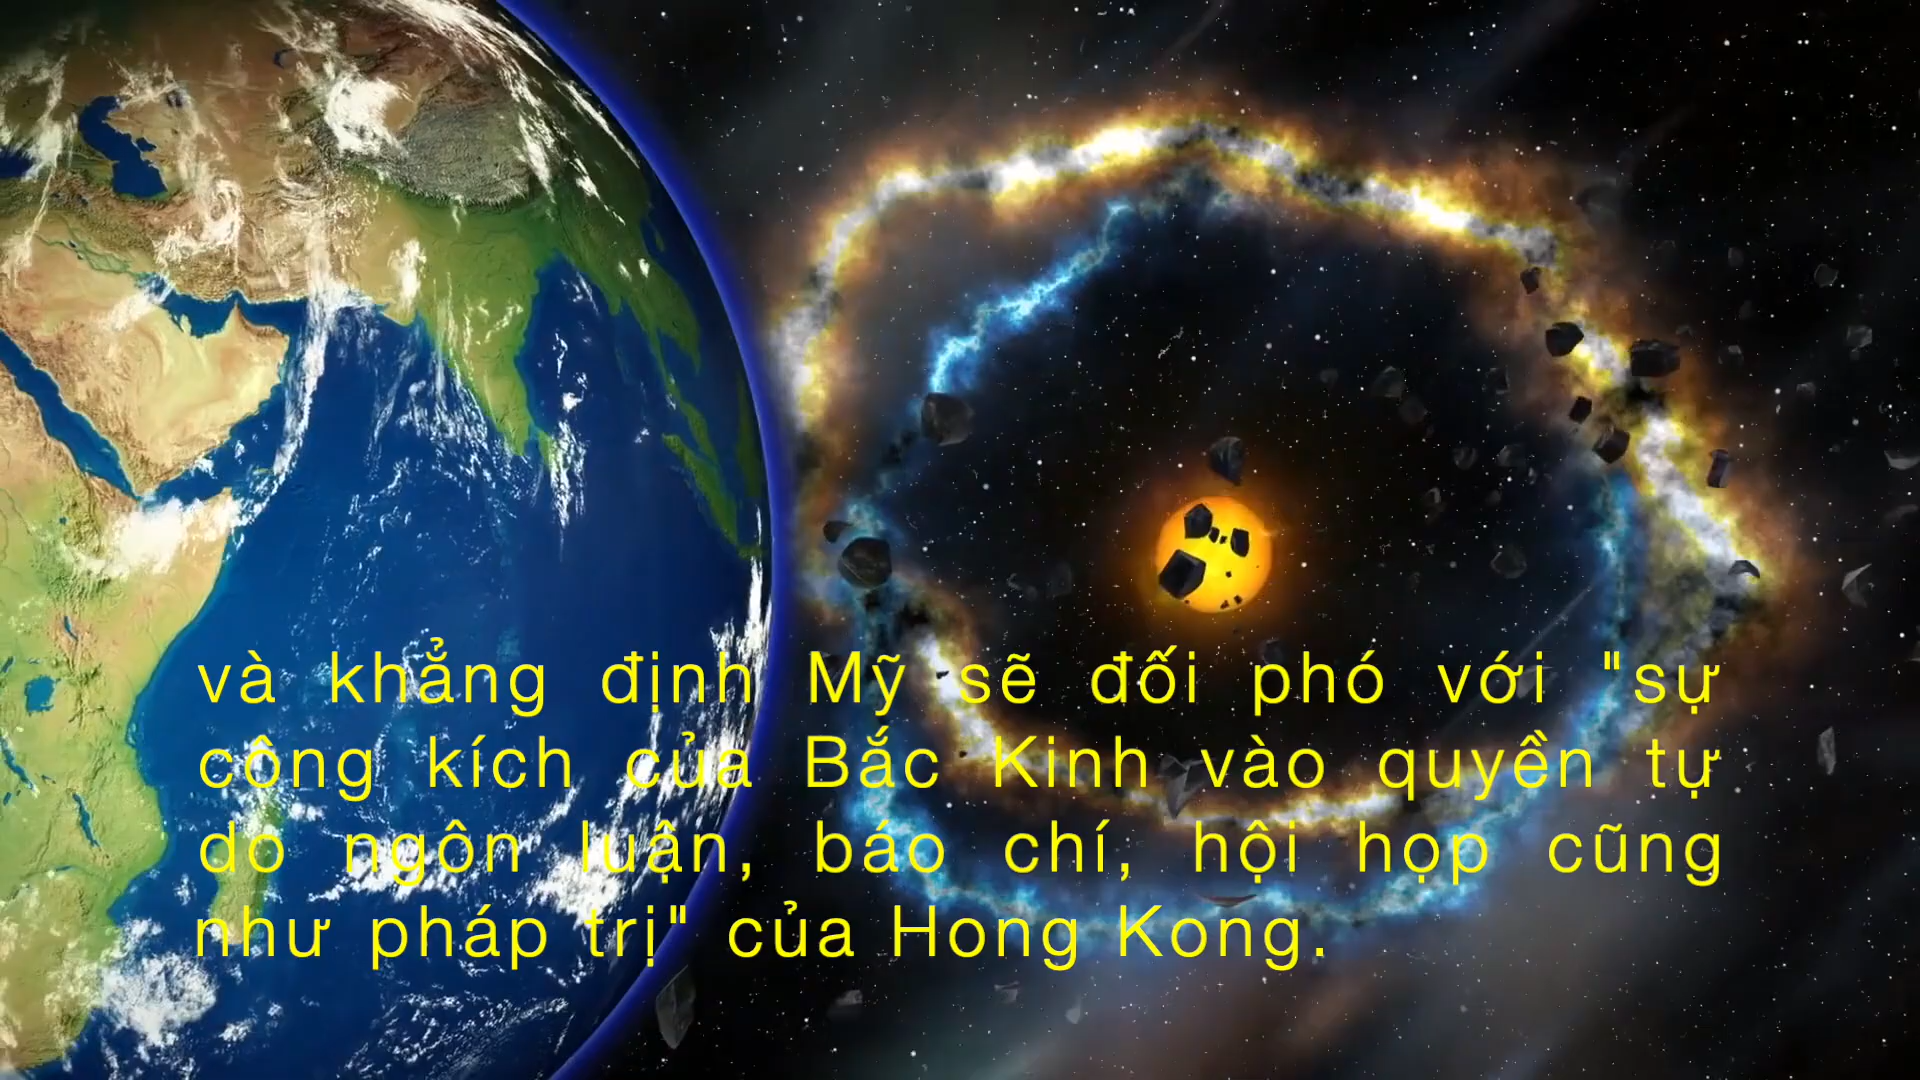 và khẳng định Mỹ sẽ đối phó với "sự
công kích của Bắc Kinh vào quyền tự
do ngôn luận, báo chí, hội họp cũng
như pháp trị" của Hong Kong.